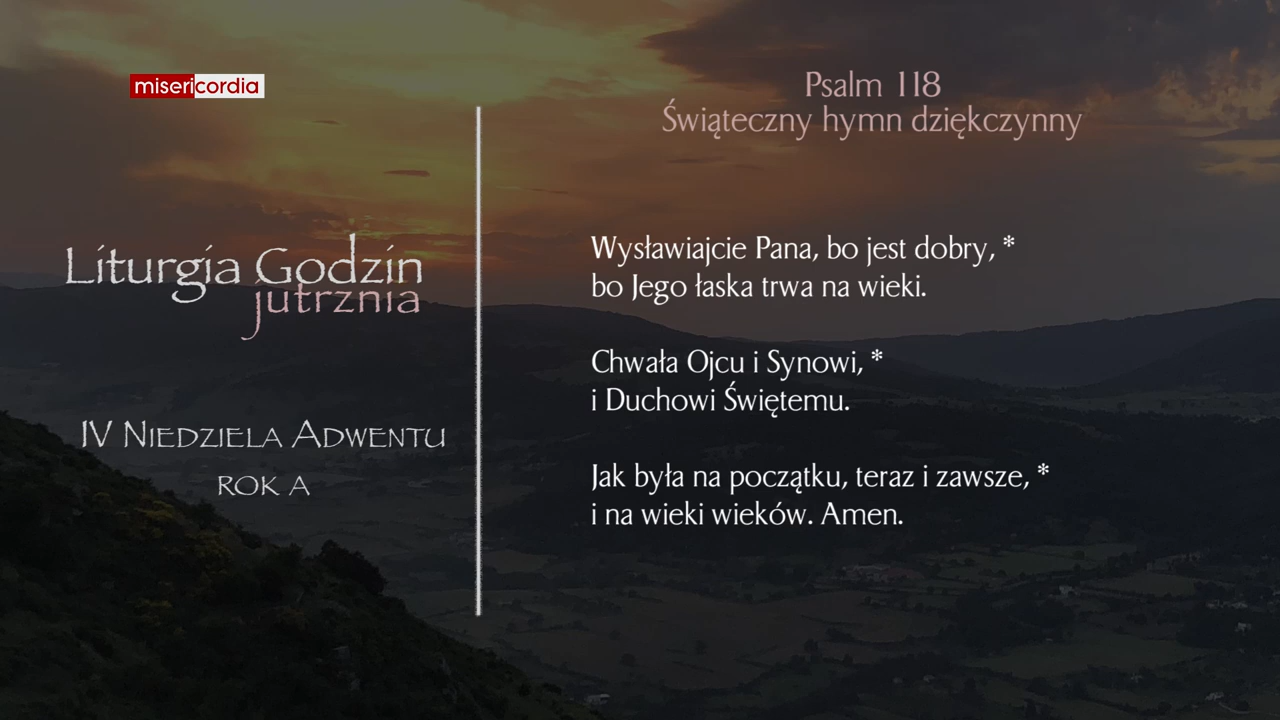 misericordia
Liturgia Godzin
jutrznia
IV Niedziela Adwentu
rok A
Psalm 118
Świąteczny hymn dziękczynny
Wysławiajcie Pana, bo jest dobry, *
bo Jego łaska trwa na wieki.
Chwała Ojcu i Synowi, *
i Duchowi Świętemu.
Jak była na początku, teraz i zawsze, *
i na wieki wieków. Amen.